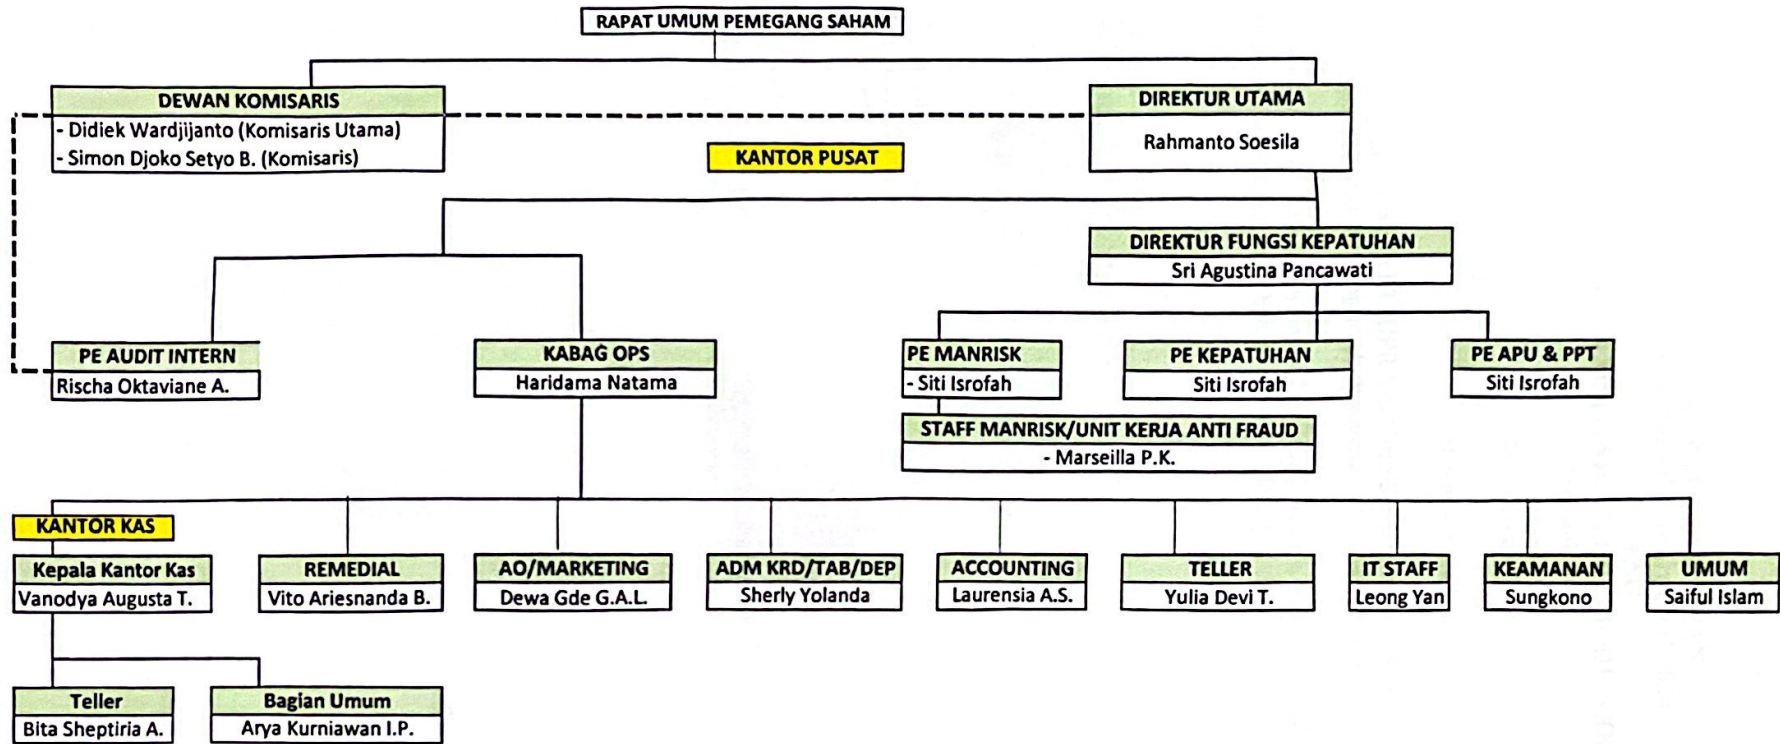 RAPAT UMUM PEMEGANG SAHAM
DEWAN KOMISARIS
- Didiek Wardjijanto (Komisaris Utama)
- Simon Djoko Setyo B. (Komisaris)
DIREKTUR UTAMA
Rahmanto Soesila
KANTOR PUSAT
DIREKTUR FUNGSI KEPATUHAN
Sri Agustina Pancawati
PE AUDIT INTERN
Rischa Oktaviane A.
KABAG OPS
Haridama Natama
PE MANRISK
- Siti Isrofah
PE KEPATUHAN
Siti Isrofah
PE APU & PPT
Siti Isrofah
STAFF MANRISK/UNIT KERJA ANTI FRAUD
- Marseilla P.K.
KANTOR KAS
Kepala Kantor Kas
Vanodya Augusta T.
REMEDIAL
Vito Ariesnanda B.
AO/MARKETING
Dewa Gde G.A.L.
ADM KRD/TAB/DEP
Sherly Yolanda
ACCOUNTING
Laurensia A.S.
TELLER
Yulia Devi T.
IT STAFF
Leong Yan
KEAMANAN
Sungkono
UMUM
Saiful Islam
Teller
Bita Sheptiria A.
Bagian Umum
Arya Kurniawan I.P.